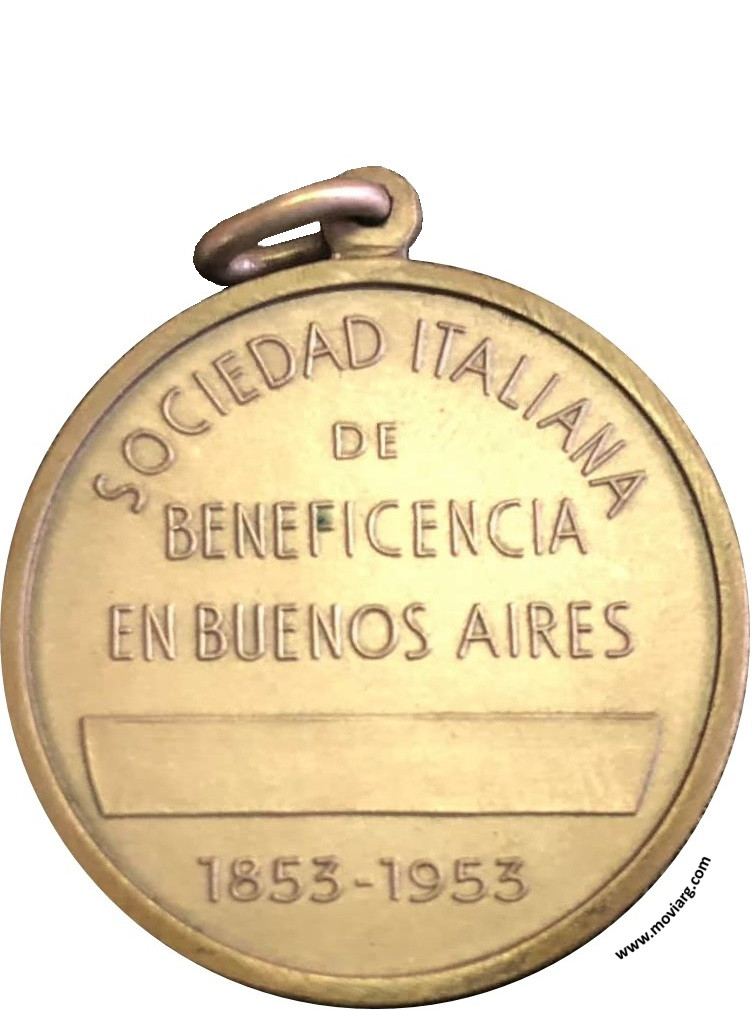 SOCIEDAD ITALIANA
DE
BENEFICENCIA
EN BUENOS AIRES
1853-1953
www.moviarg.com